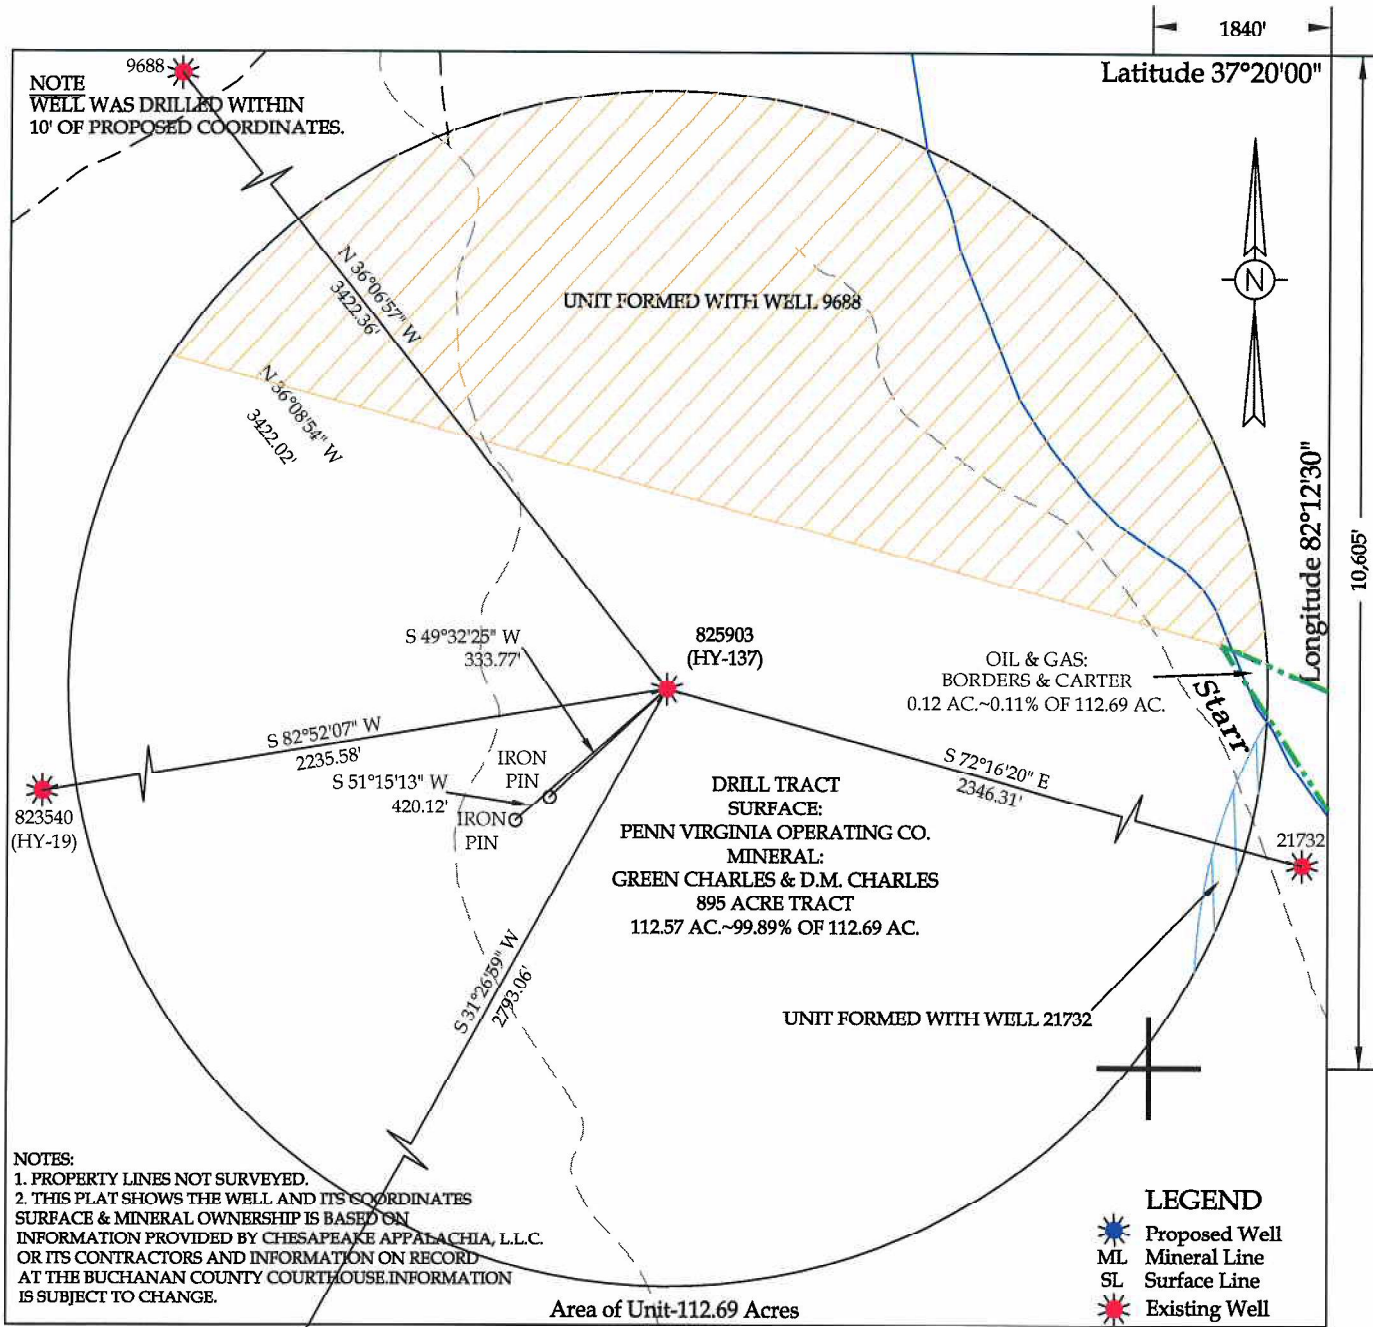 1840'
Latitude 37°20'00"
9688
NOTE
WELL WAS DRILLED WITHIN
10' OF PROPOSED COORDINATES.
N
N 36°06'57" W
3422.36'
UNIT FORMED WITH WELL 9688
N 36°08'54" W
3422.02'
Longitude 82°12'30"
10,605'
S 49°32'25" W
333.77'
825903
(HY-137)
OIL & GAS:
BORDERS & CARTER
0.12 AC.~0.11% OF 112.69 AC.
Starr
S 82°52'07" W
2235.58'
S 51°15'13" W
420.12'
IRON
PIN
IRON
PIN
823540
(HY-19)
S 72°16'20" E
2346.31'
21732
DRILL TRACT
SURFACE:
PENN VIRGINIA OPERATING CO.
MINERAL:
GREEN CHARLES & D.M. CHARLES
895 ACRE TRACT
112.57 AC.~99.89% OF 112.69 AC.
S 31°26'59" W
2793.06'
UNIT FORMED WITH WELL 21732
NOTES:
1. PROPERTY LINES NOT SURVEYED.
2. THIS PLAT SHOWS THE WELL AND ITS COORDINATES
SURFACE & MINERAL OWNERSHIP IS BASED ON
INFORMATION PROVIDED BY CHESAPEAKE APPALACHIA, L.L.C.
OR ITS CONTRACTORS AND INFORMATION ON RECORD
AT THE BUCHANAN COUNTY COURTHOUSE.INFORMATION
IS SUBJECT TO CHANGE.
Area of Unit-112.69 Acres
LEGEND
Proposed Well
ML Mineral Line
SL Surface Line
Existing Well